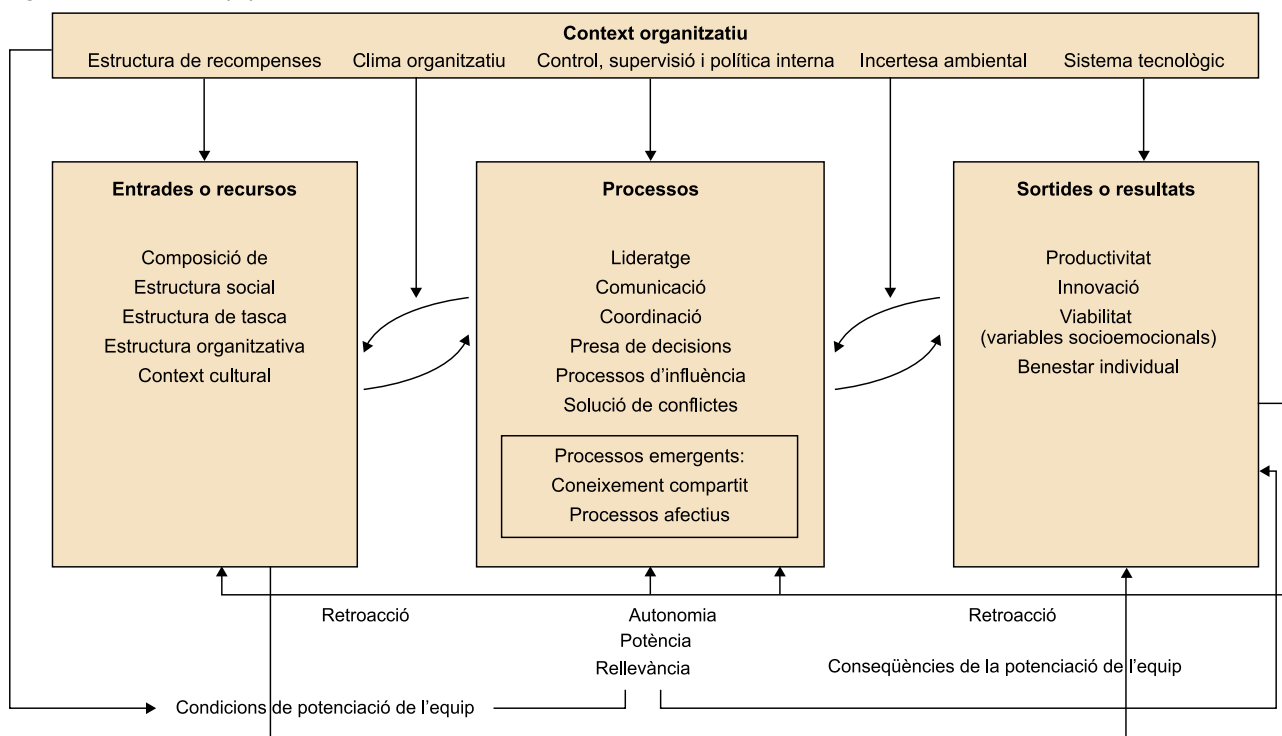 Context organitzatiu
Estructura de recompenses Clima organitzatiu Control, supervisió i política interna Incertesa ambiental Sistema tecnològic
Entrades o recursos
Composició de
Estructura social
Estructura de tasca
Estructura organitzativa
Context cultural
Processos
Lideratge
Comunicació
Coordinació
Presa de decisions
Processos d'influència
Solució de conflictes
Processos emergents:
Coneixement compartit
Processos afectius
Sortides o resultats
Productivitat
Innovació
Viabilitat
(variables socioemocionals)
Benestar individual
Retroacció
Autonomia
Potència
Rellevància
Retroacció
Conseqüències de la potenciació de l'equip
Condicions de potenciació de l'equip